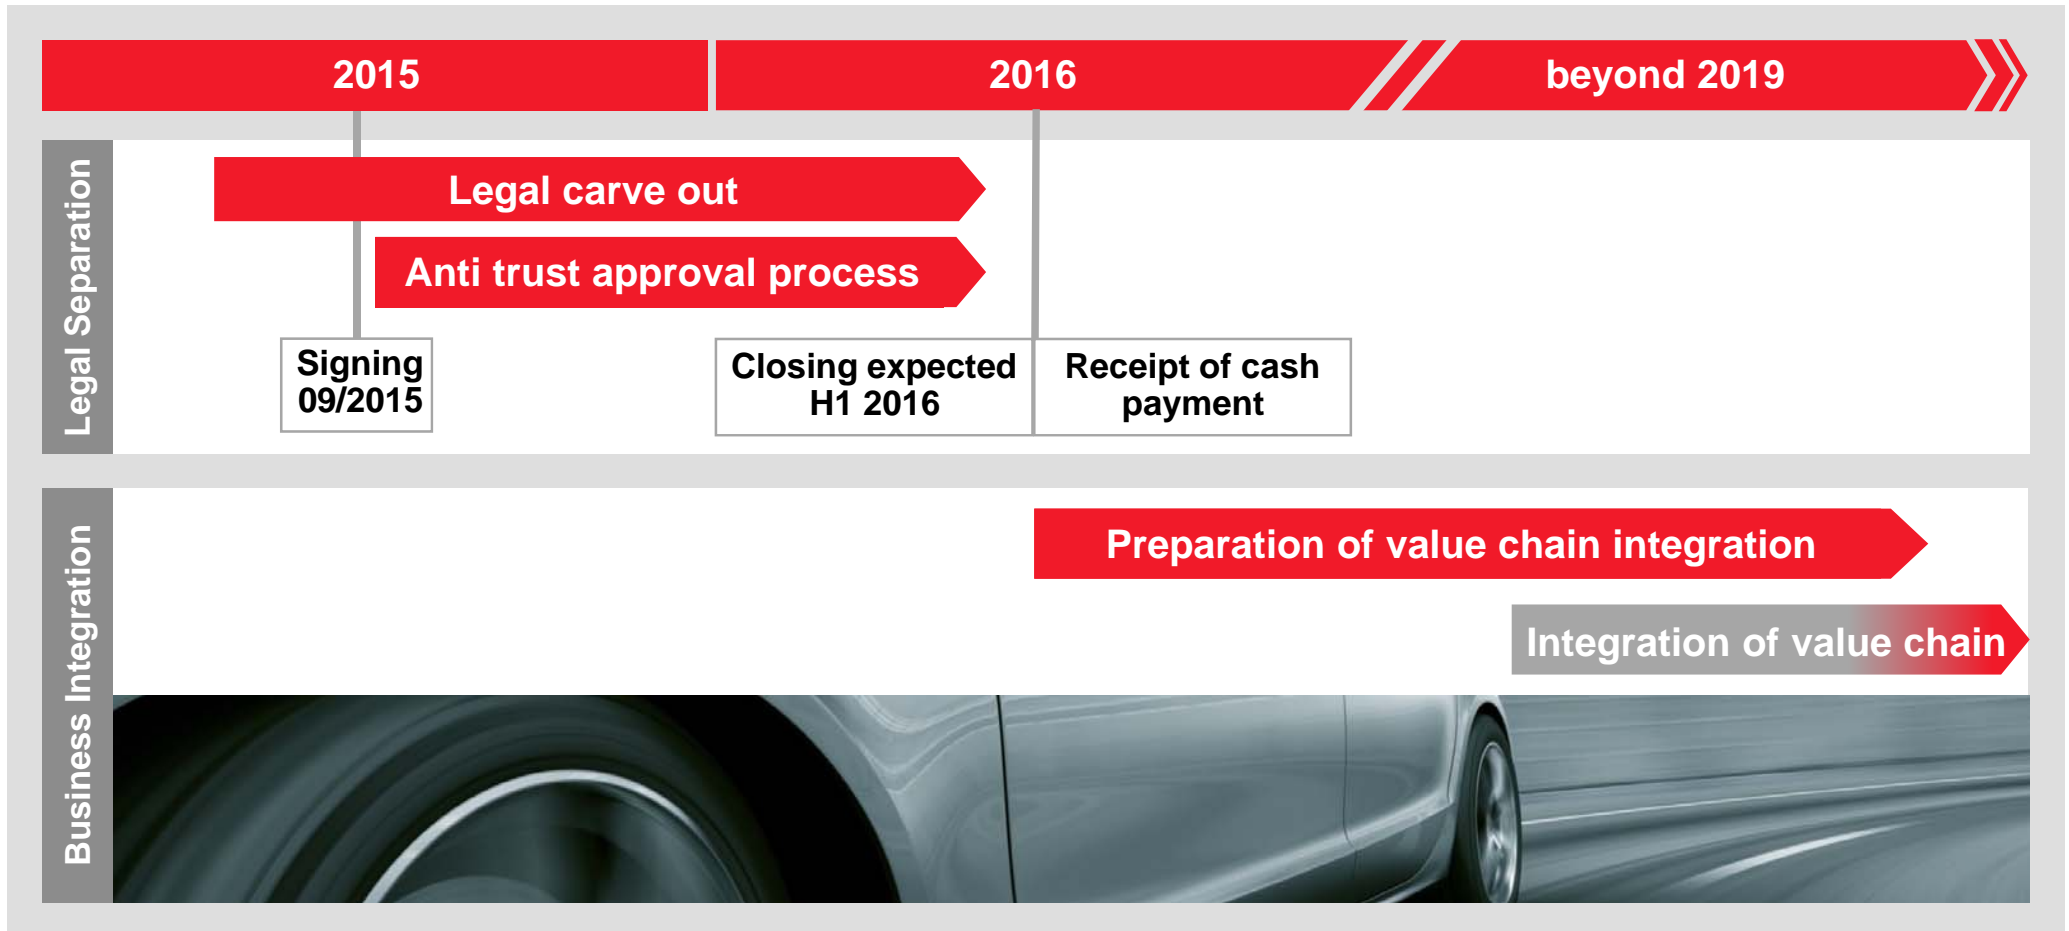 2015
2016
beyond 2019
Legal Separation
Legal carve out
Anti trust approval process
Signing
09/2015
Closing expected
H1 2016
Receipt of cash
payment
Business Integration
Preparation of value chain integration
Integration of value chain